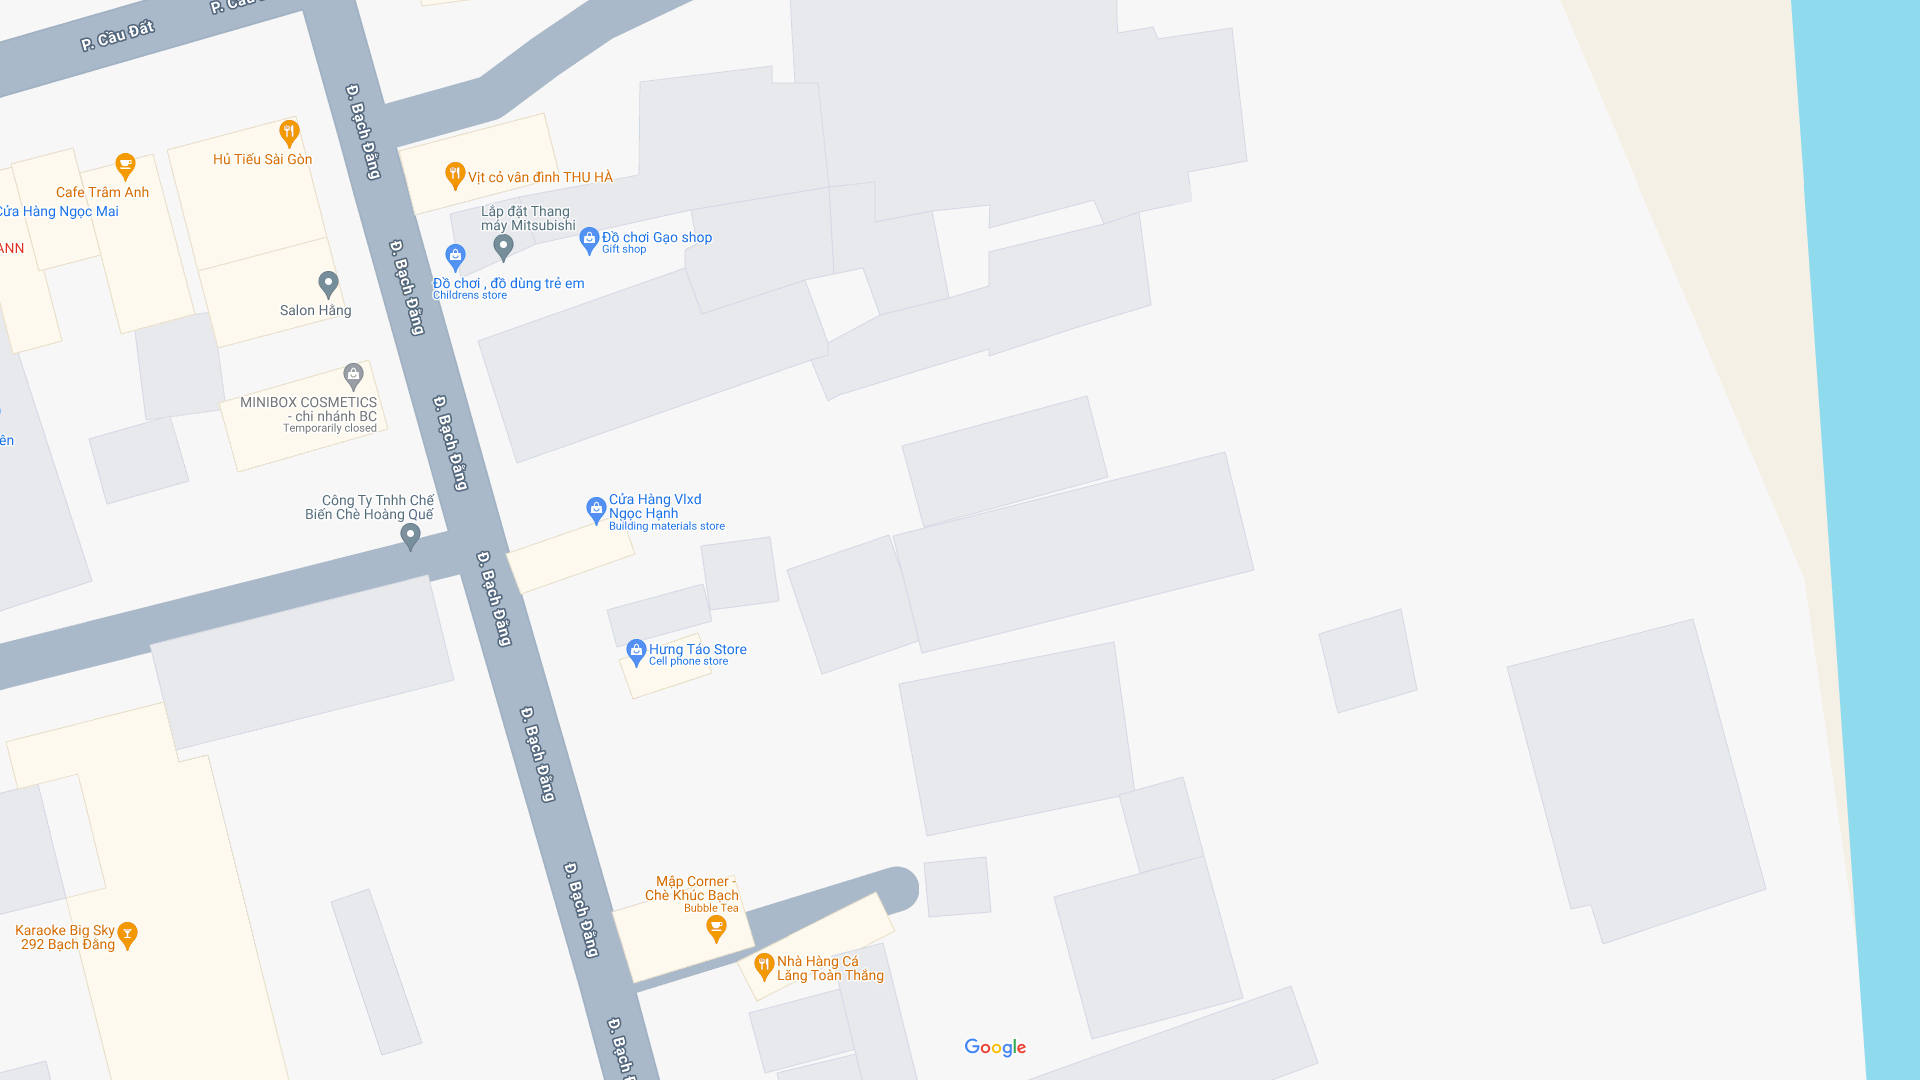 P. Cầu Đất
P. Cầu
Đ. Bạch Đằng
Hủ Tiếu Sài Gòn
Cafe Trâm Anh
Cửa Hàng Ngọc Mai
ANN
Vịt cỏ vân đình THU HÀ
Lắp đặt Thang
máy Mitsubishi
Đồ chơi Gạo shop
Gift shop
Đ. Bạch Đằng
Đồ chơi , đồ dùng trẻ em
Childrens store
Salon Hằng
MINIBOX COSMETICS
- chi nhánh BC
Temporarily closed
Đ. Bạch Đằng
ên
Công Ty Tnhh Chế
Biến Chè Hoàng Quế
Cửa Hàng Vlxd
Ngọc Hạnh
Building materials store
Đ. Bạch Đằng
Hưng Táo Store
Cell phone store
Đ. Bạch Đằng
Mập Corner -
Chè Khúc Bạch
Bubble Tea
Đ. Bạch Đằng
Karaoke Big Sky
292 Bạch Đằng
Nhà Hàng Cá
Lăng Toàn Thắng
Đ. Bạch Đ
Google